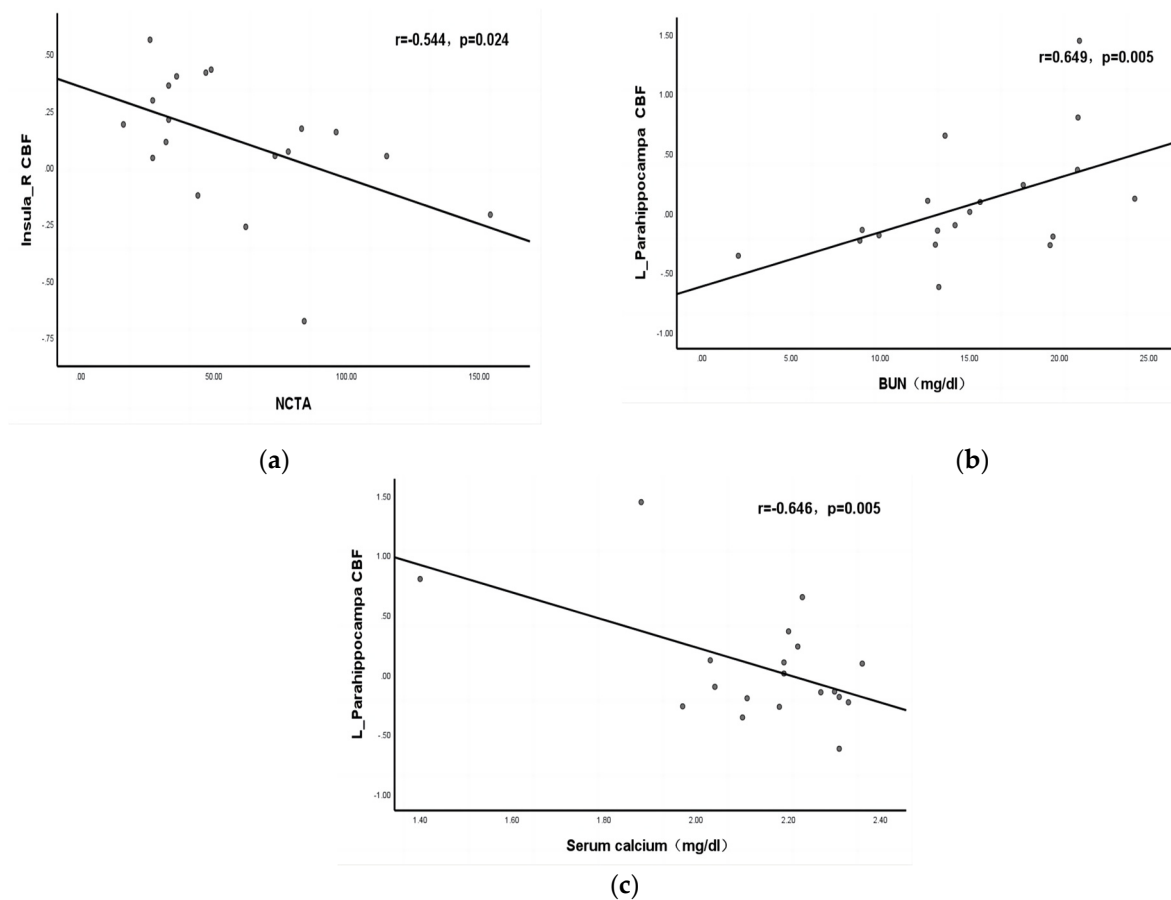 r=-0.544, p=0.024
Insula_R CBF
.50
.25
.00
-.25
-.50
-.75
.00 50.00 100.00 150.00
NCTA
(a)
r=0.649, p=0.005
L_Parahippocampa CBF
1.50
1.00
.50
.00
-.50
-1.00
.00 5.00 10.00 15.00 20.00 25.00
BUN（mg/dl）
(b)
r=-0.646, p=0.005
L_Parahippocampa CBF
1.50
1.00
.50
.00
-.50
-1.00
1.40 1.60 2.00 2.20 2.40
Serum calcium（mg/dl）
(c)